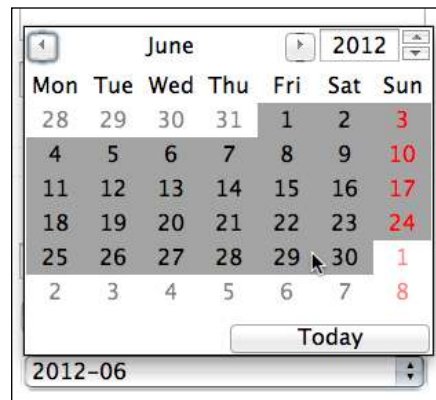 June 2012
Mon Tue Wed Thu Fri Sat Sun
28 29 30 31 1 2 3
4 5 6 7 8 9 10
11 12 13 14 15 16 17
18 19 20 21 22 23 24
25 26 27 28 29 30 1
2 3 4 5 6 7 8
Today
2012-06